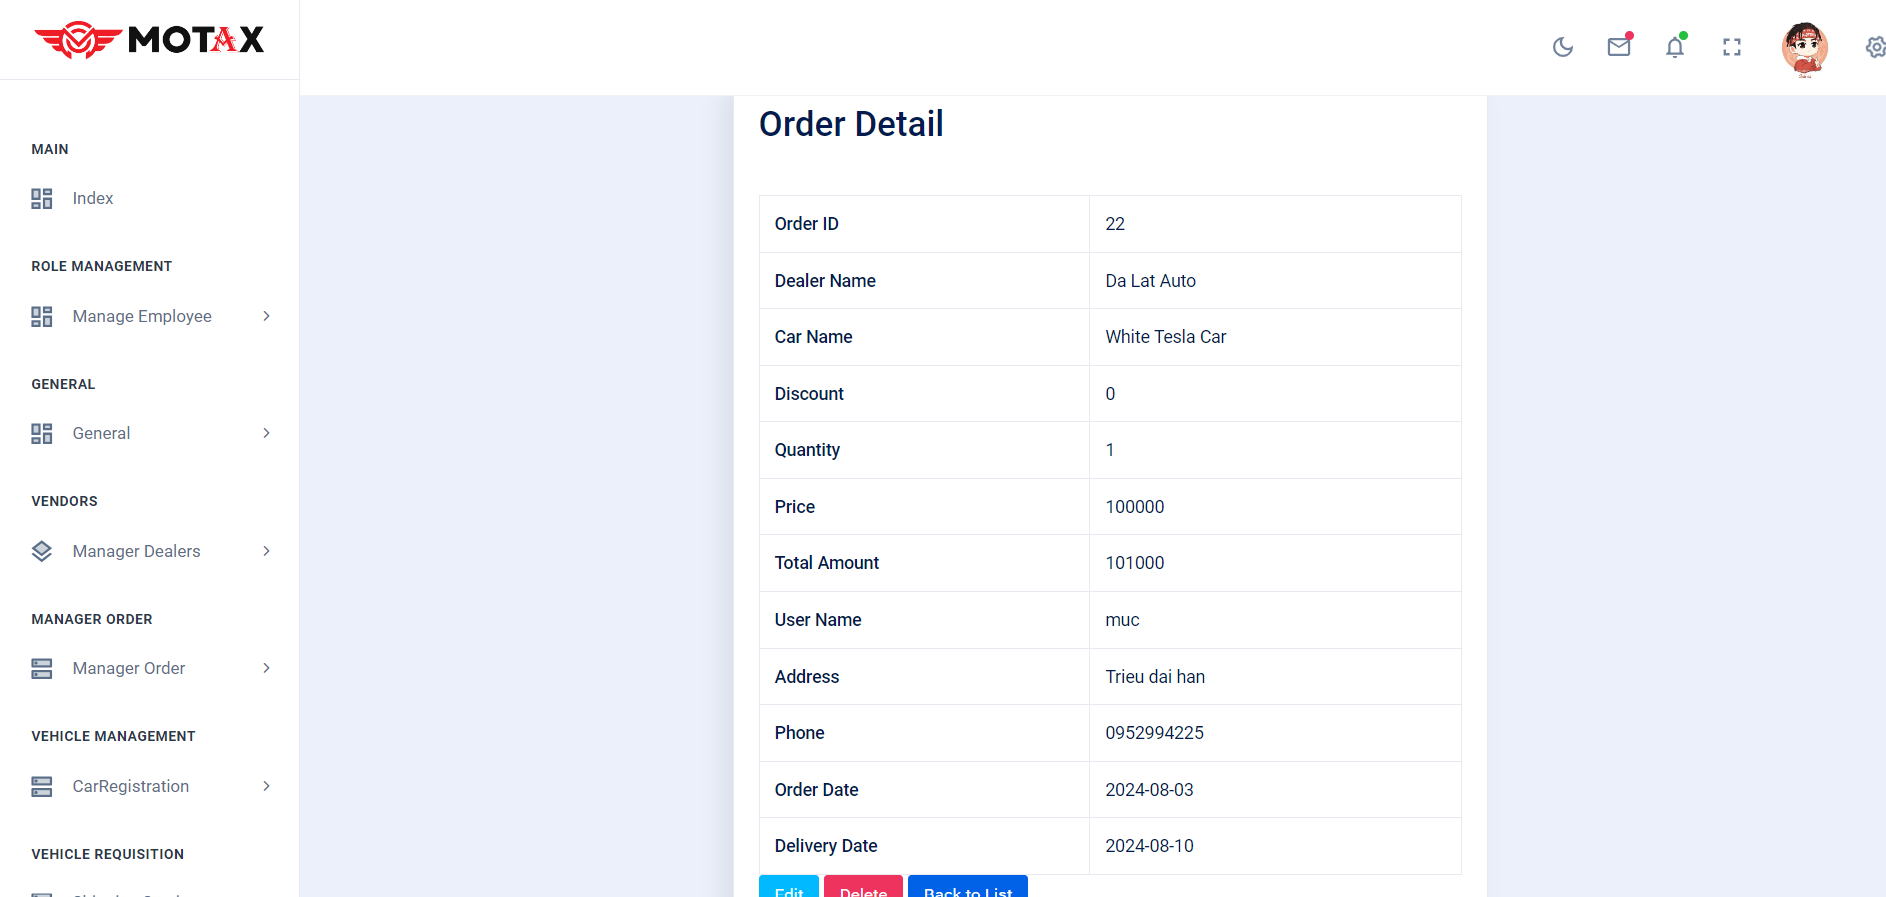 MOTAX
MAIN
Index
ROLE MANAGEMENT
Manage Employee
GENERAL
General
VENDORS
Manager Dealers
MANAGER ORDER
Manager Order
VEHICLE MANAGEMENT
CarRegistration
VEHICLE REQUISITION
Order Detail
Order ID 22
Dealer Name Da Lat Auto
Car Name White Tesla Car
Discount 0
Quantity 1
Price 100000
Total Amount 101000
User Name muc
Address Trieu dai han
Phone 0952994225
Order Date 2024-08-03
Delivery Date 2024-08-10
Edit Delete Back to List